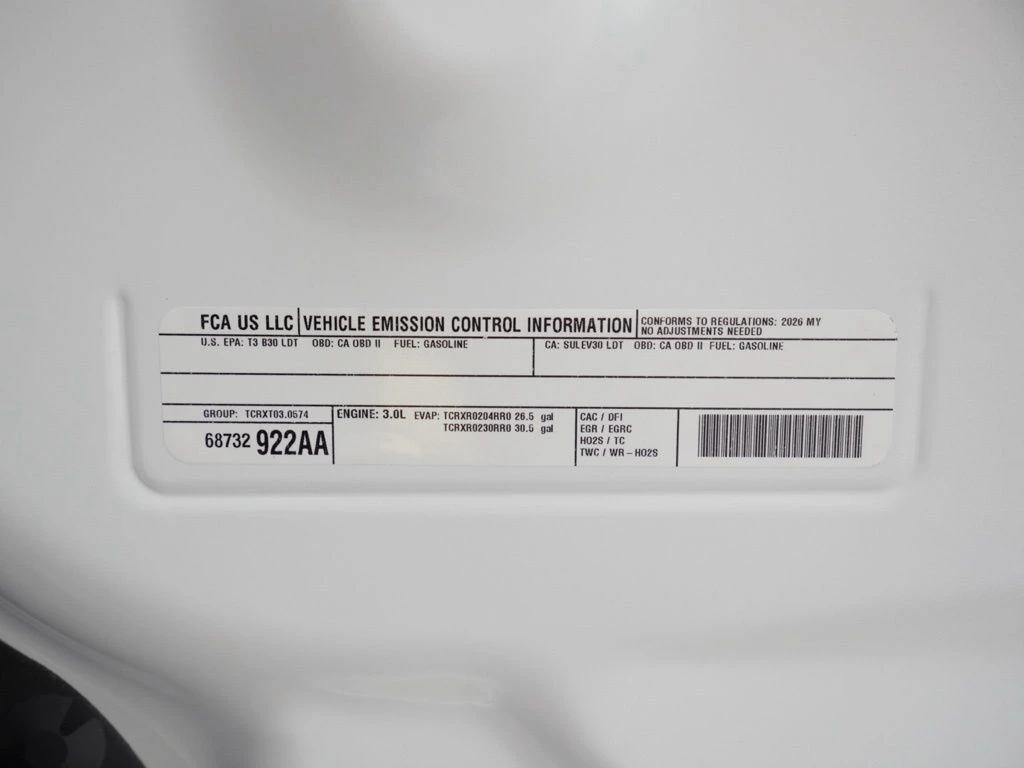 FCA US LLC VEHICLE EMISSION CONTROL INFORMATION CONFORMS TO REGULATIONS: 2026 MY
NO ADJUSTMENTS NEEDED
U.S. EPA: T3 B30 LDT OBD: CA OBD II FUEL: GASOLINE CA: SULEV30 LDT OBD: CA OBD II FUEL: GASOLINE
GROUP: TCRXT03.0574
68732 922AA
ENGINE: 3.0L EVAP: TCRXR0204RR0 26.5 gal
TCRXR0230RR0 30.5 gal
CAC / DFI
EGR / EGRC
HO2S / TC
TWC / WR-HO2S